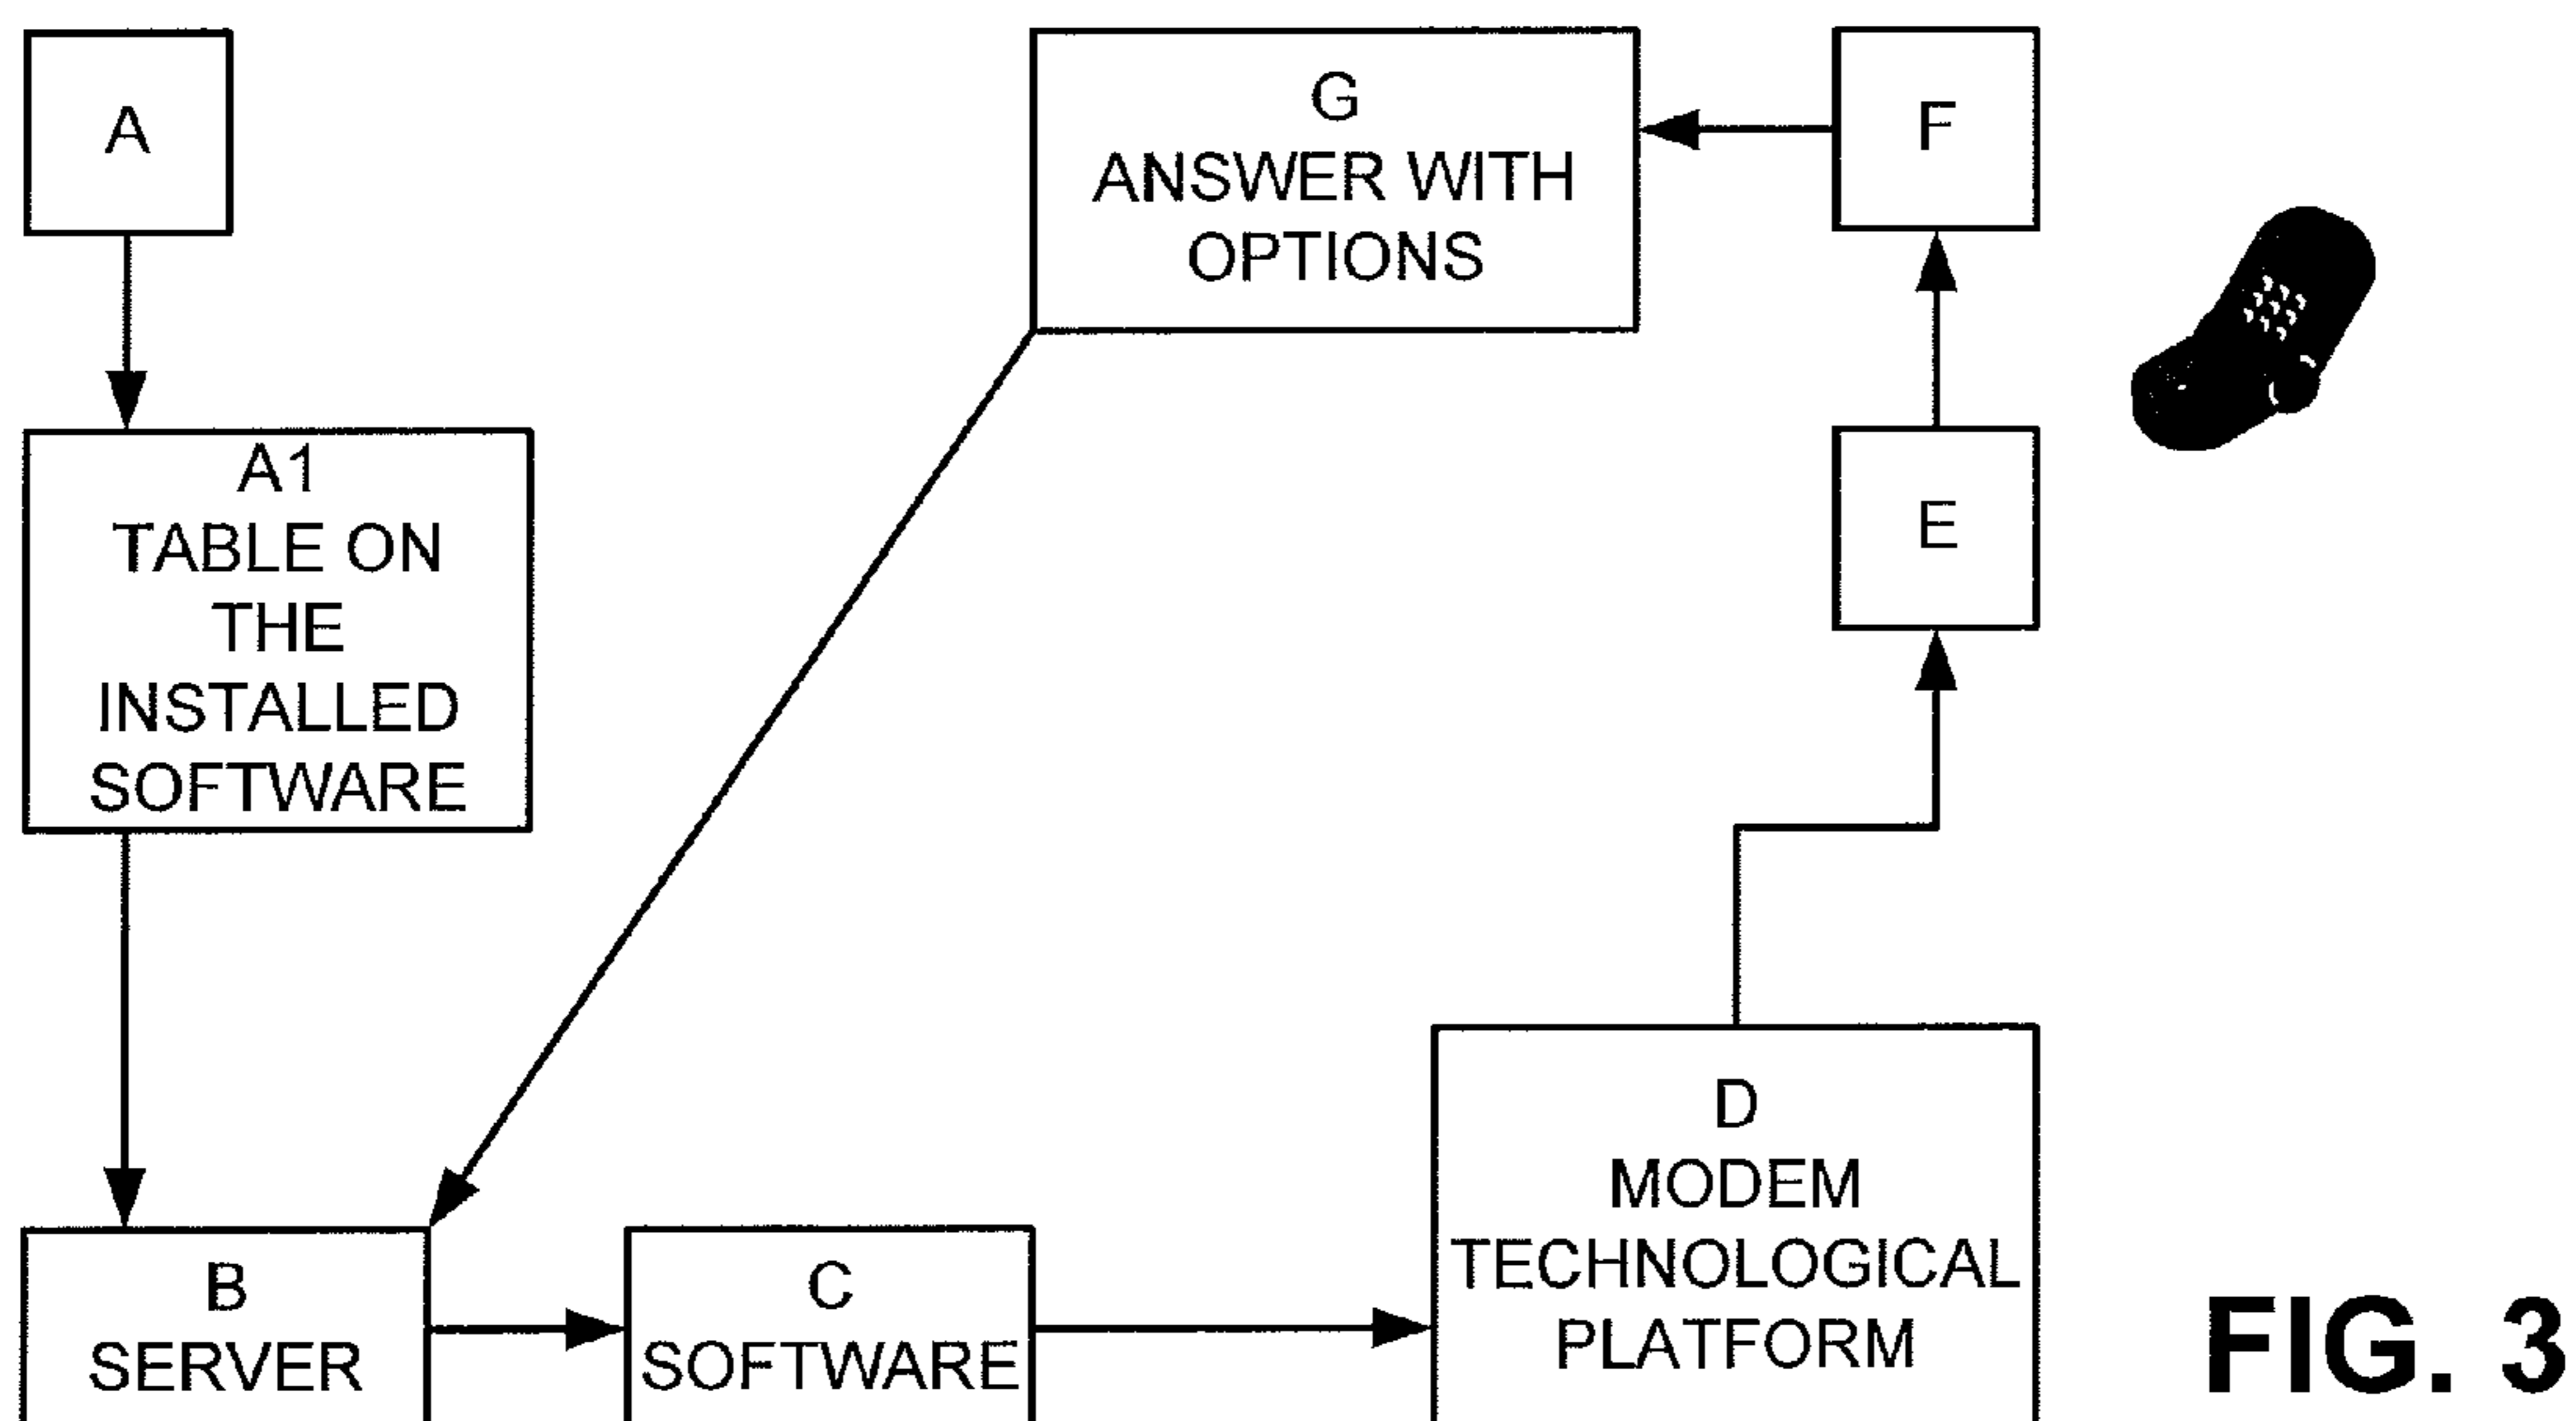 A
G
ANSWER WITH
OPTIONS
F
A1
TABLE ON
THE
INSTALLED
SOFTWARE
E
B
SERVER
C
SOFTWARE
D
MODEM
TECHNOLOGICAL
PLATFORM
FIG. 3